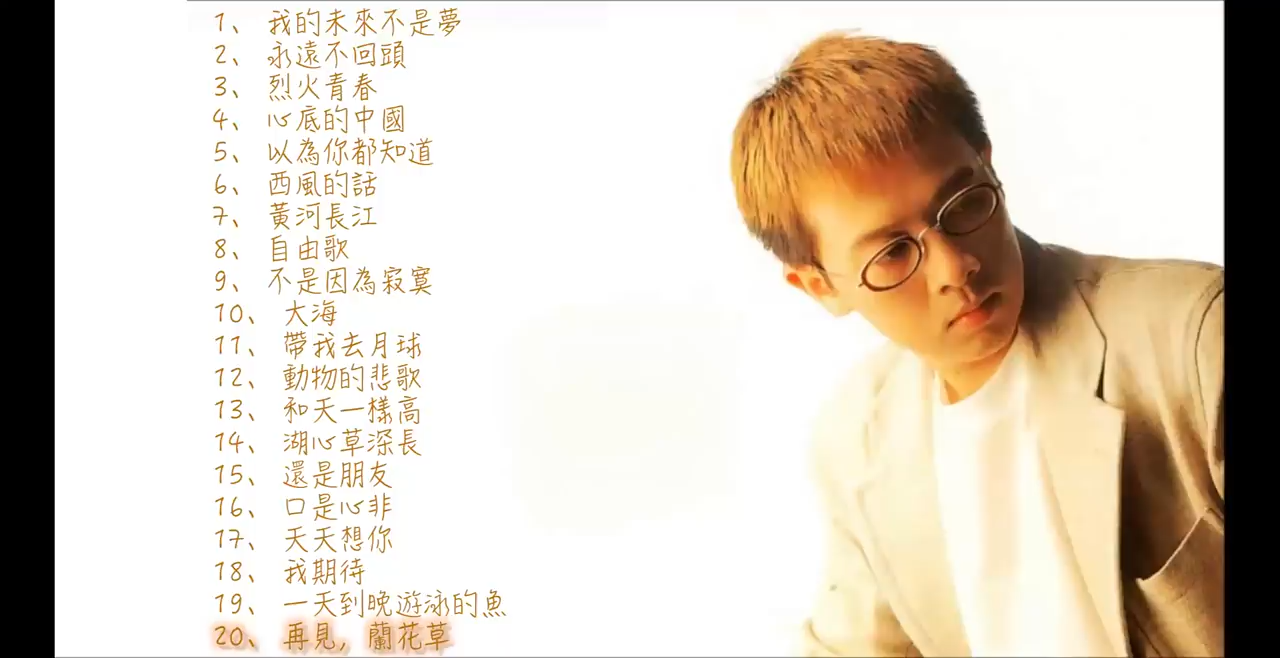 1、 我的未來不是夢
2、 永遠不回頭
3、 烈火青春
4、 心底的中國
5、 以為你都知道
6、 西風的話
7、 黃河長江
8、 自由歌
9、 不是因為寂寞
10、 大海
11、 帶我去月球
12、 動物的悲歌
13、 和天一樣高
14、 湖心草深長
15、 還是朋友
16、 口是心非
17、 天天想你
18、 我期待
19、 一天到晚遊泳的魚
20、 再見, 蘭花草